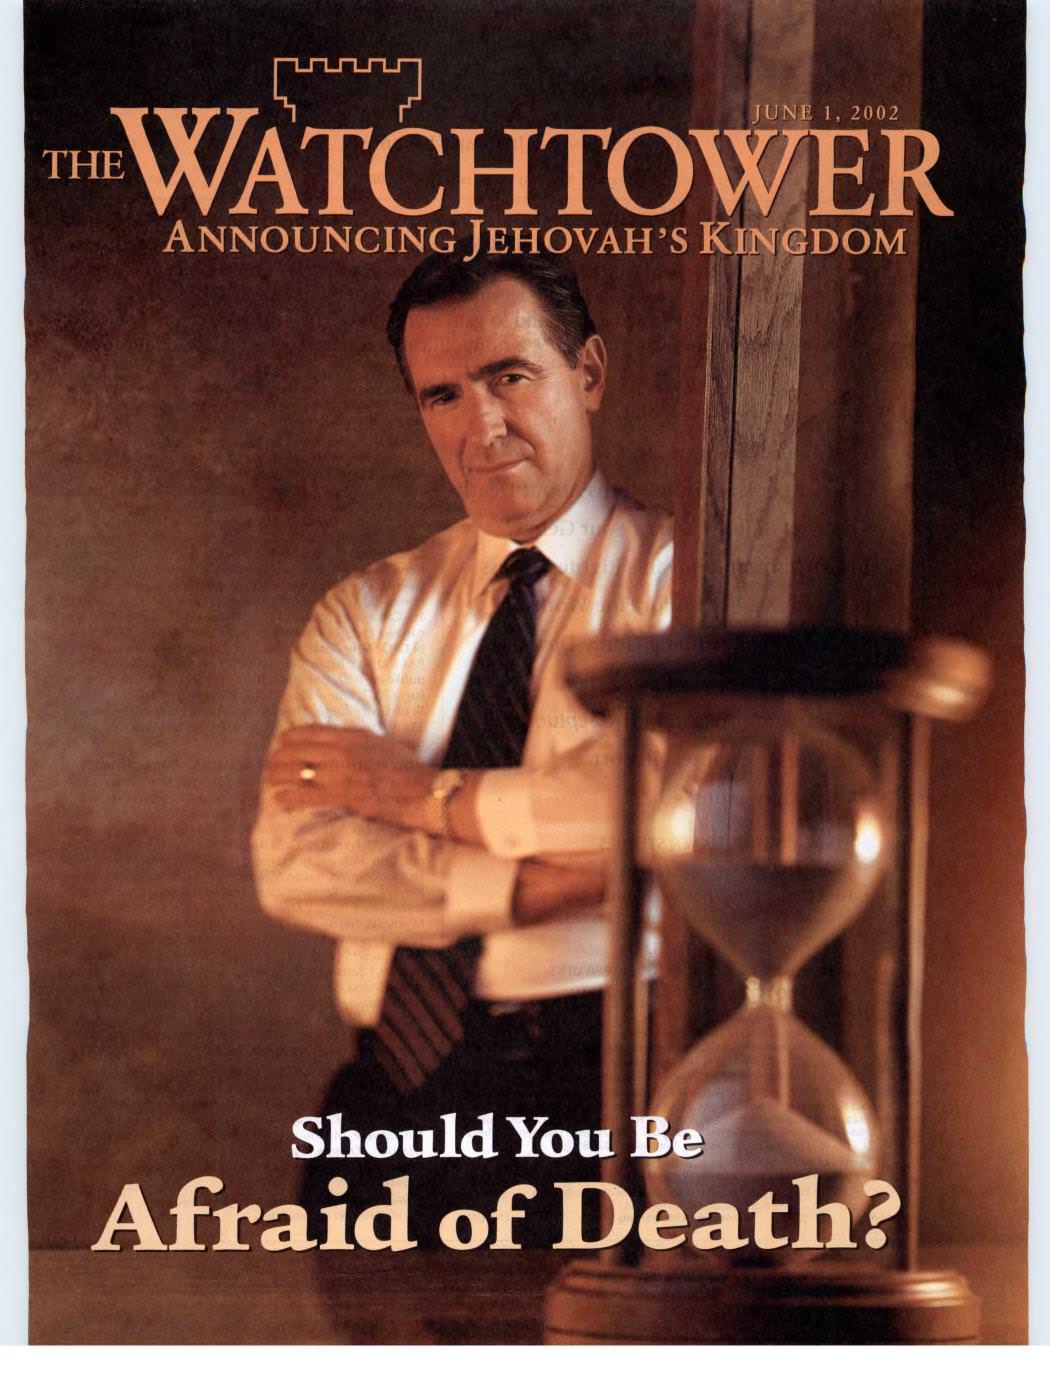 JUNE 1, 2002
THE WATCHTOWER
ANNOUNCING JEHOVAH'S KINGDOM
Should You Be
Afraid of Death?